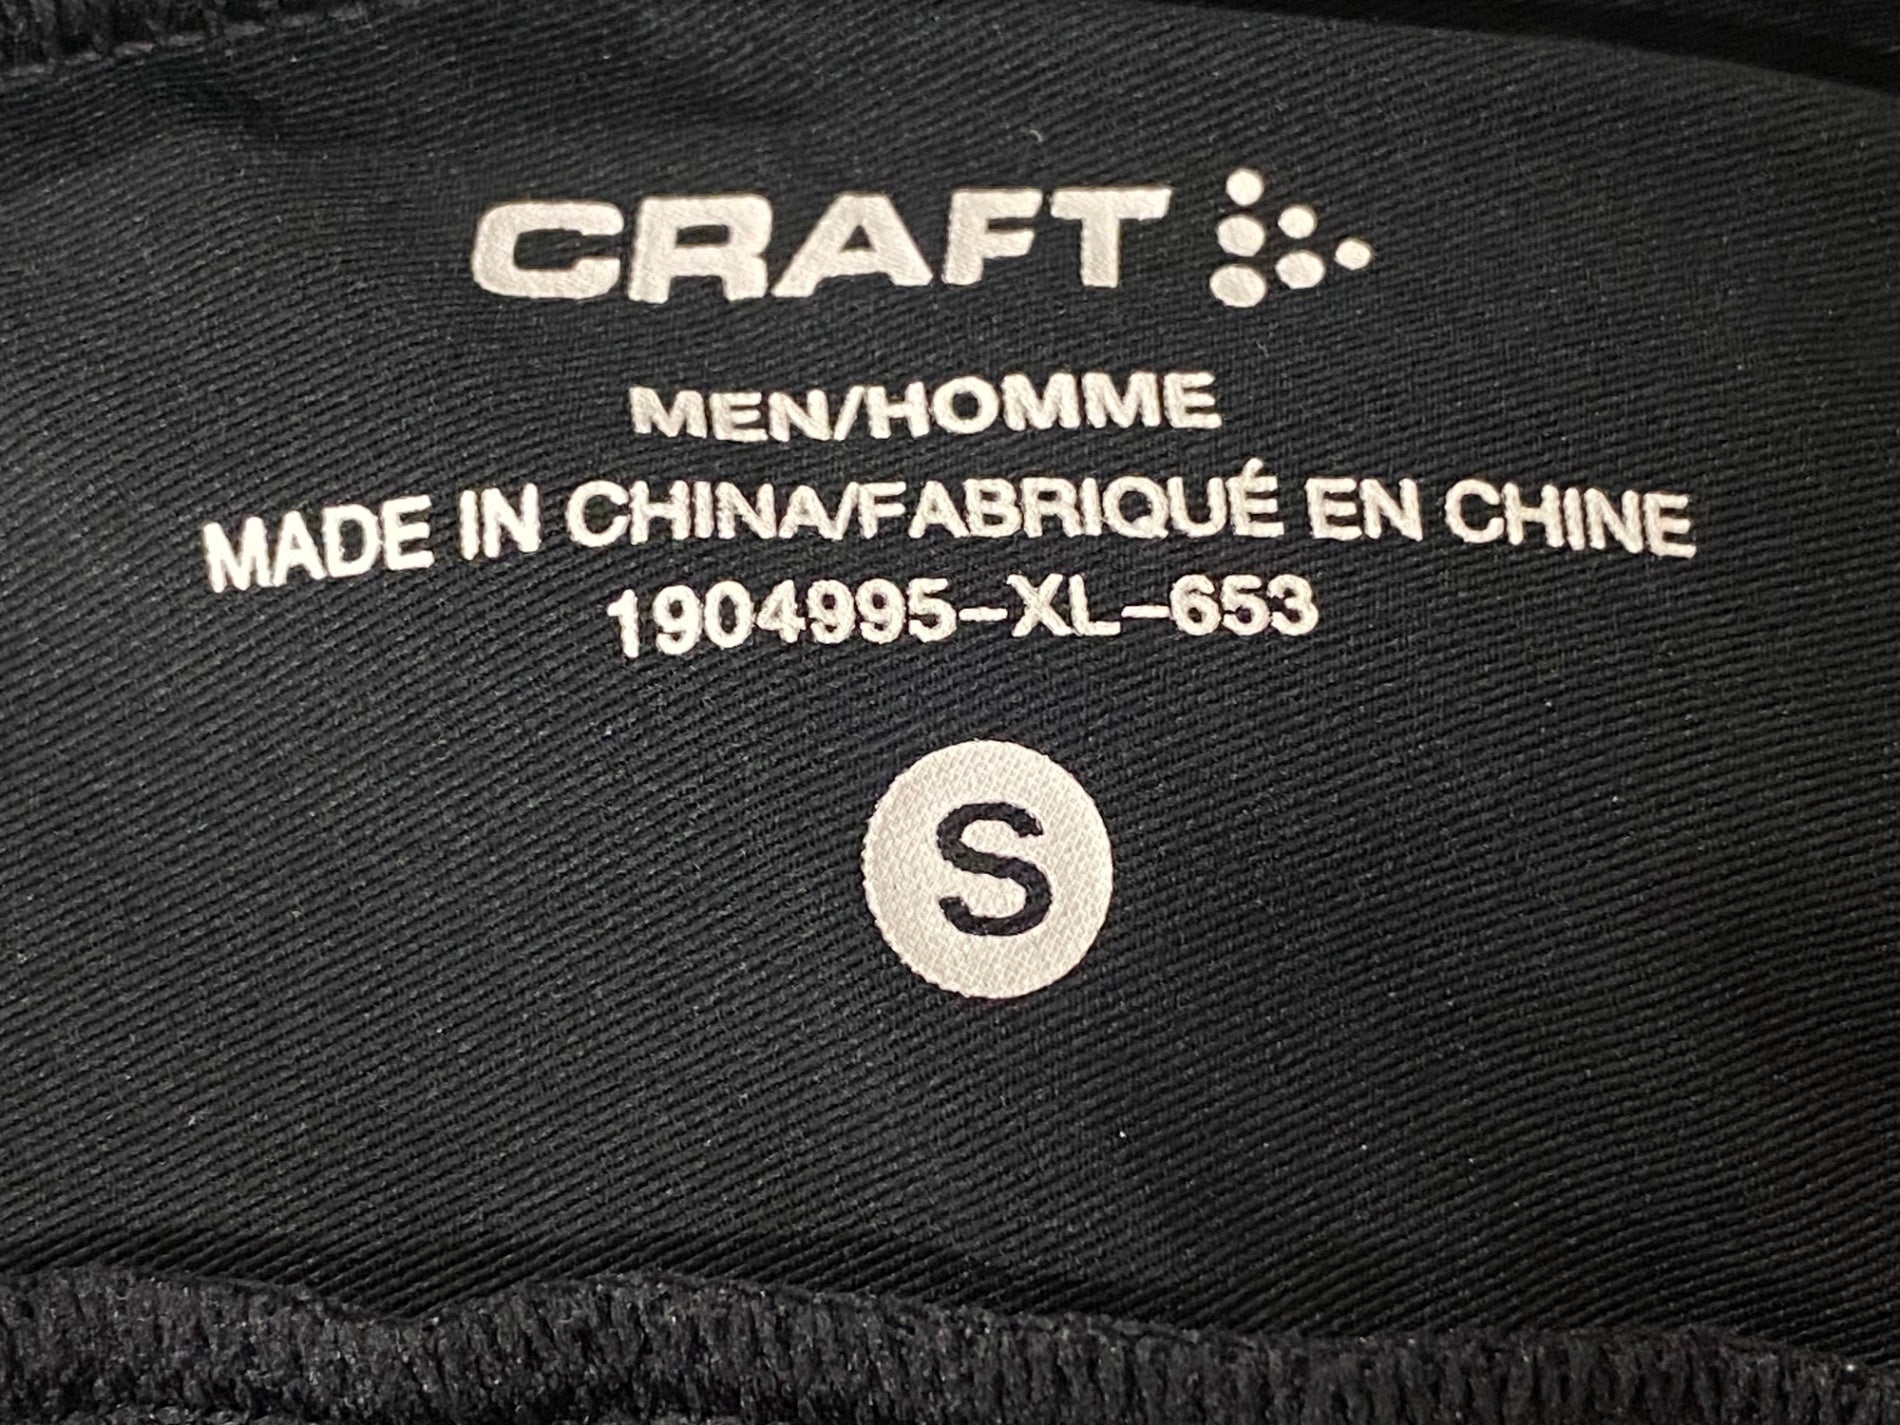 CRAFT
MEN/HOMME
MADE IN CHINA/FABRIQUÉ EN CHINE
1904995-XL-653
S